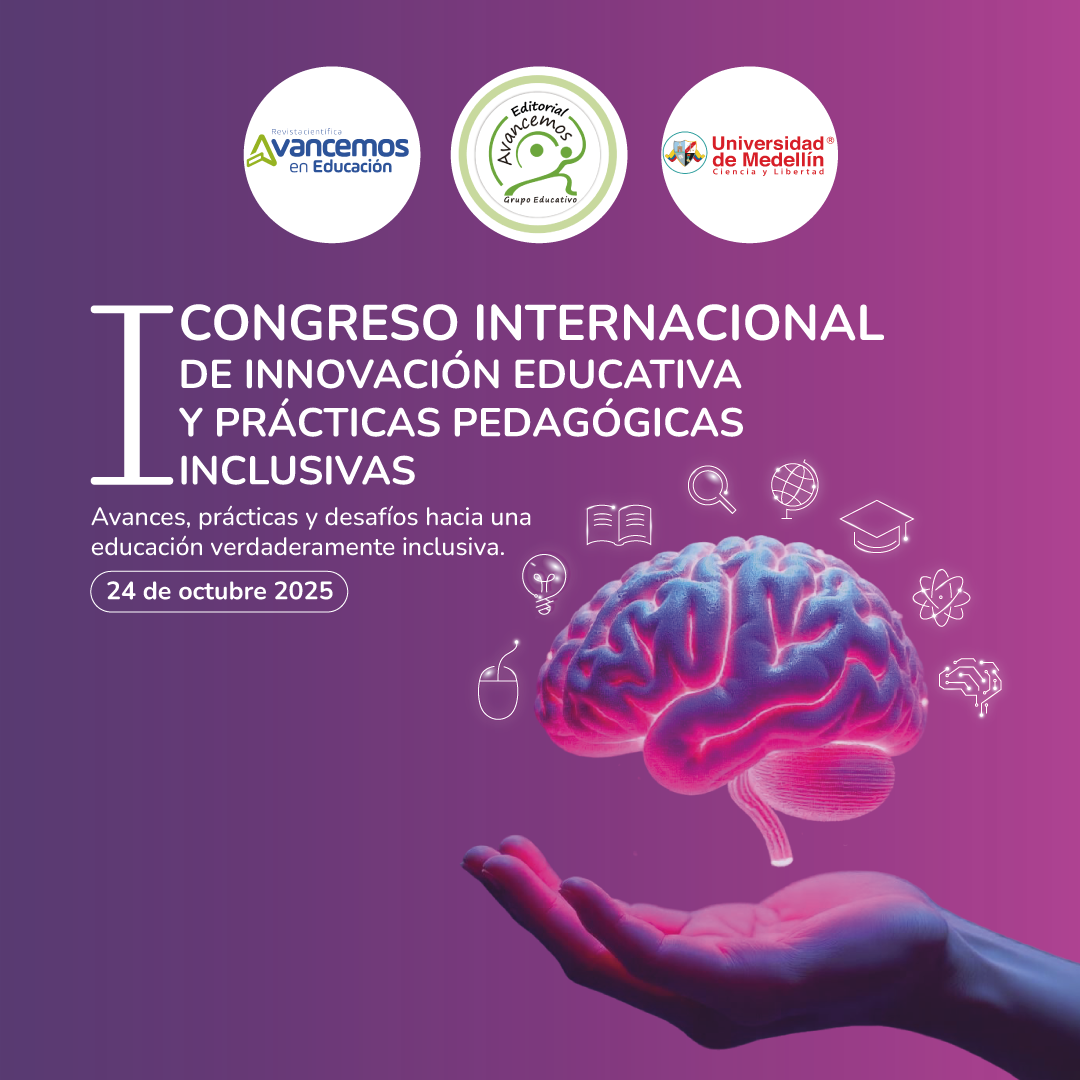 Revista científica
Avancemos
en Educación
Editorial
Avancemos
Grupo Educativo
Universidad®
de Medellín
Ciencia y Libertad
I CONGRESO INTERNACIONAL
DE INNOVACIÓN EDUCATIVA
Y PRÁCTICAS PEDAGÓGICAS
INCLUSIVAS
Avances, prácticas y desafíos hacia una
educación verdaderamente inclusiva.
24 de octubre 2025